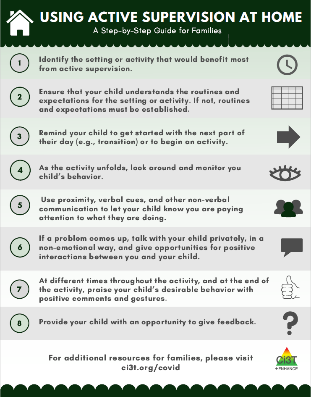 USING ACTIVE SUPERVISION AT HOME
A Step-by-Step Guide for Families
1
Identify the setting or activity that would benefit most
from active supervision.
2
Ensure that your child understands the routines and
expectations for the setting or activity. If not, routines
and expectations must be established.
3
Remind your child to get started with the next part of
their day (e.g., transition) or to begin an activity.
4
As the activity unfolds, look around and monitor you
child's behavior.
5
Use proximity, verbal cues, and other non-verbal
communication to let your child know you are paying
attention to what they are doing.
6
If a problem comes up, talk with your child privately, in a
non-emotional way, and give opportunities for positive
interactions between you and your child.
7
At different times throughout the activity, and at the end of
the activity, praise your child's desirable behavior with
positive comments and gestures.
8
Provide your child with an opportunity to give feedback.
?
For additional resources for families, please visit
ci3t.org/covid
Ci3T